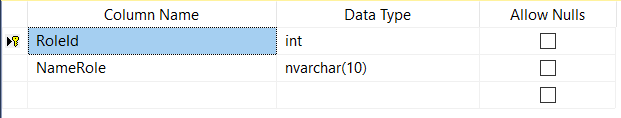 Column Name Data Type Allow Nulls
RoleId int
NameRole nvarchar(10)